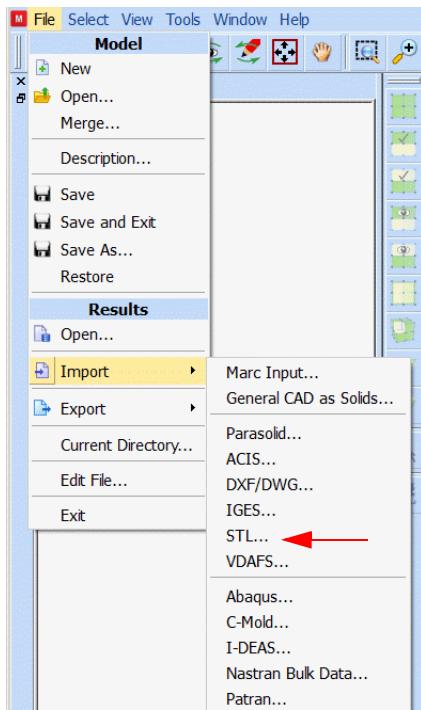 M File Select View Tools Window Help
Model
New
Open...
Merge...
Description...
Save
Save and Exit
Save As...
Restore
Results
Open...
Import
Export
Current Directory...
Edit File...
Exit
Marc Input...
General CAD as Solids...
Parasolid...
ACIS...
DXF/DWG...
IGES...
STL...
VDAFS...
Abaqus...
C-Mold...
I-DEAS...
Nastran Bulk Data...
Patran...